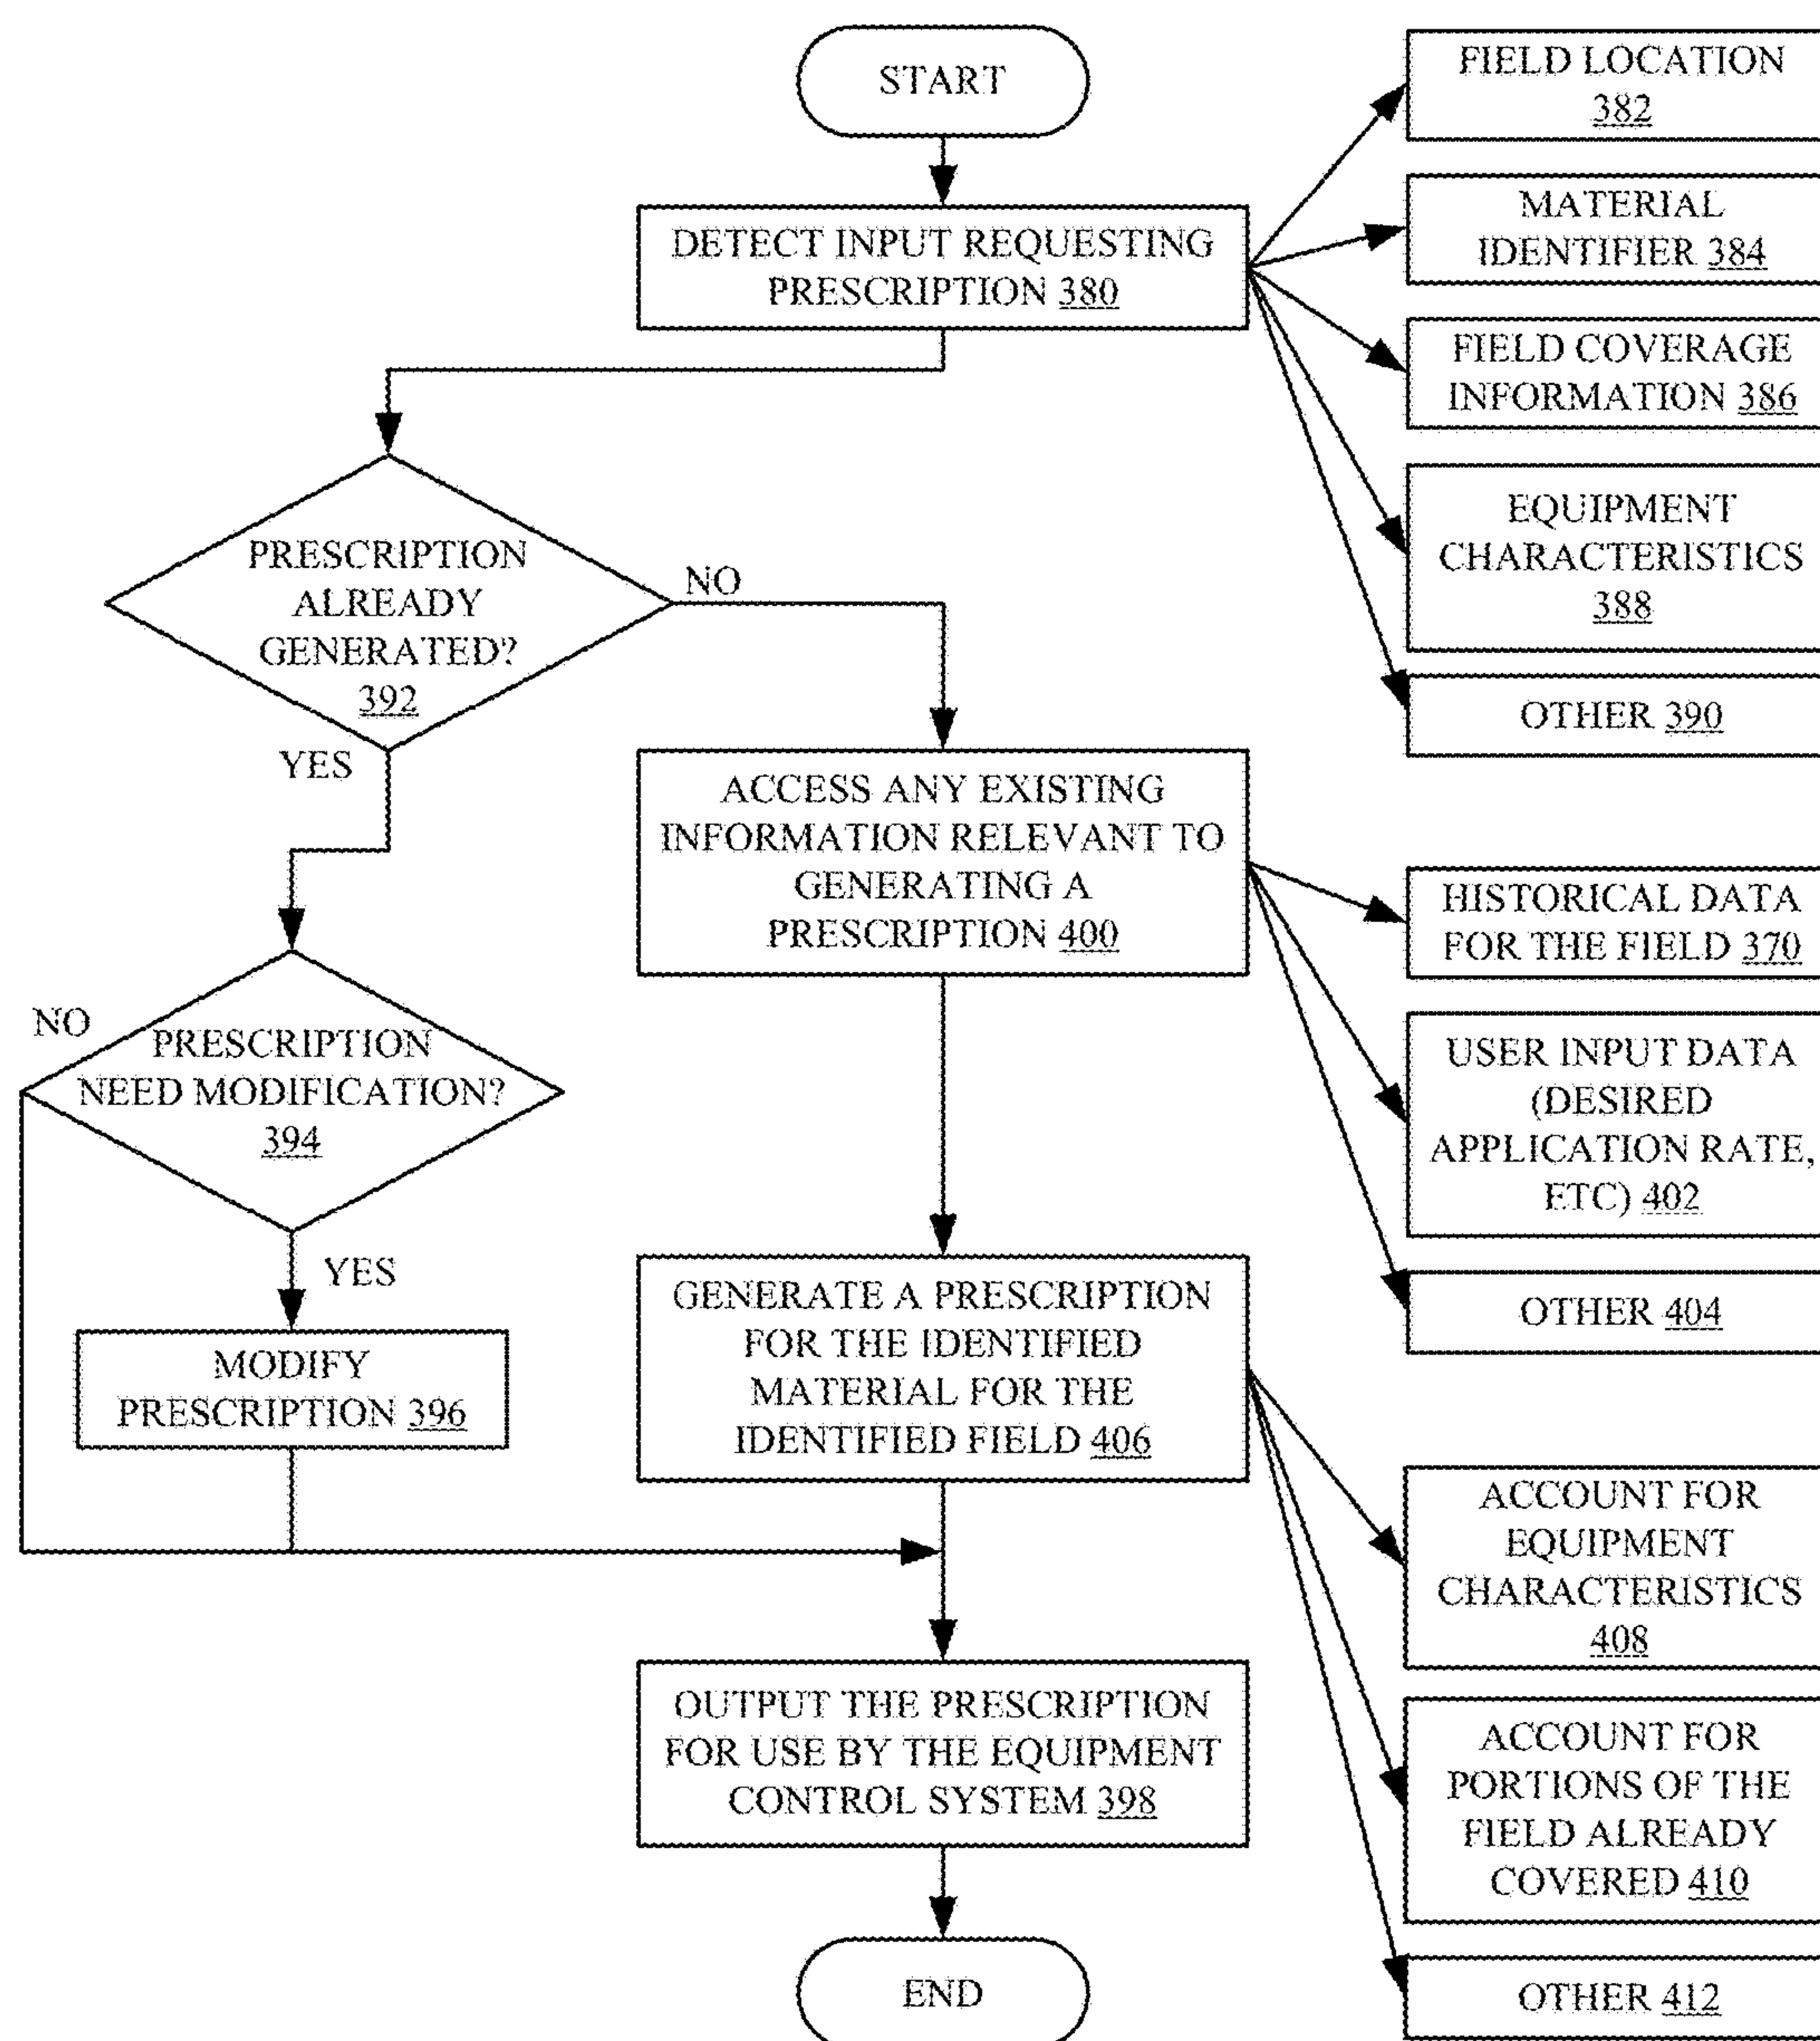 START
DETECT INPUT REQUESTING
PRESCRIPTION 380
FIELD LOCATION
382
MATERIAL
IDENTIFIER 384
FIELD COVERAGE
INFORMATION 386
EQUIPMENT
CHARACTERISTICS
388
OTHER 390
PRESCRIPTION
ALREADY
GENERATED?
392
NO
YES
ACCESS ANY EXISTING
INFORMATION RELEVANT TO
GENERATING A
PRESCRIPTION 400
HISTORICAL DATA
FOR THE FIELD 370
USER INPUT DATA
(DESIRED
APPLICATION RATE,
ETC) 402
OTHER 404
NO
PRESCRIPTION
NEED MODIFICATION?
394
YES
MODIFY
PRESCRIPTION 396
GENERATE A PRESCRIPTION
FOR THE IDENTIFIED
MATERIAL FOR THE
IDENTIFIED FIELD 406
ACCOUNT FOR
EQUIPMENT
CHARACTERISTICS
408
ACCOUNT FOR
PORTIONS OF THE
FIELD ALREADY
COVERED 410
OTHER 412
OUTPUT THE PRESCRIPTION
FOR USE BY THE EQUIPMENT
CONTROL SYSTEM 398
END